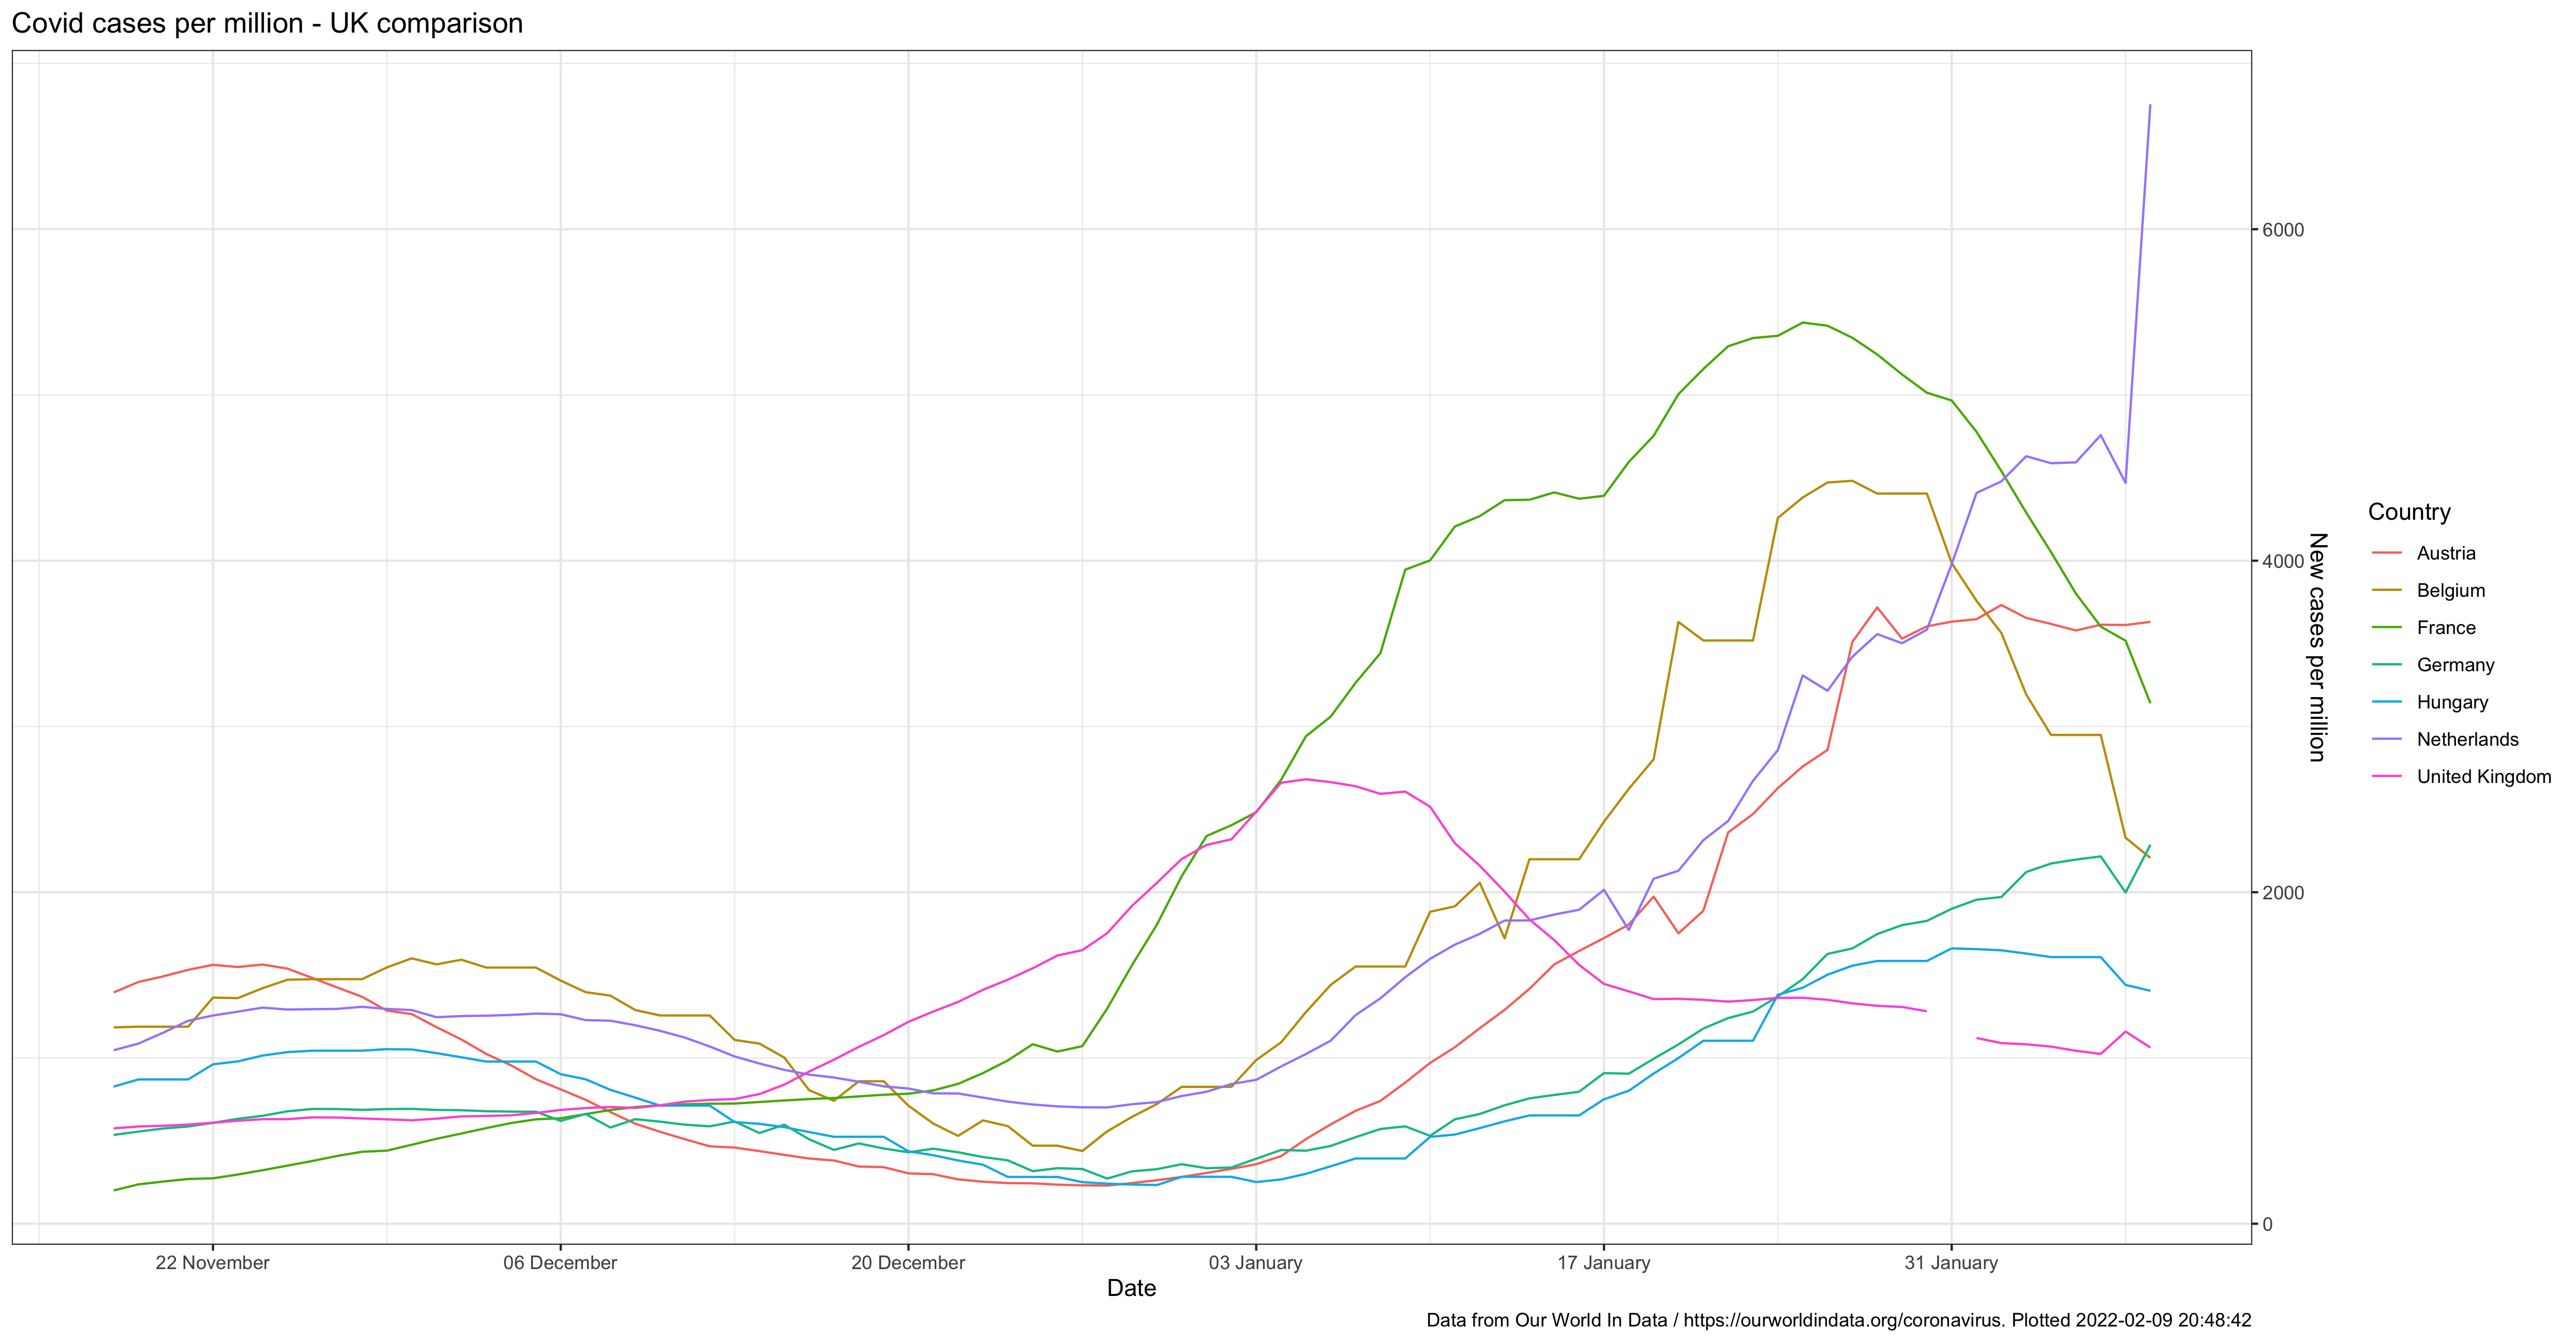 Covid cases per million - UK comparison
6000
4000
2000
0
New cases per million
22 November
06 December
20 December
03 January
17 January
31 January
Date
Country
Austria
Belgium
France
Germany
Hungary
Netherlands
United Kingdom
Data from Our World In Data / https://ourworldindata.org/coronavirus. Plotted 2022-02-09 20:48:42